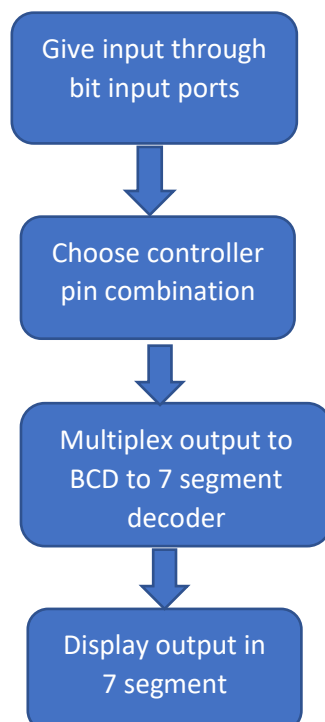 Give input through
bit input ports
Choose controller
pin combination
Multiplex output to
BCD to 7 segment
decoder
Display output in
7 segment